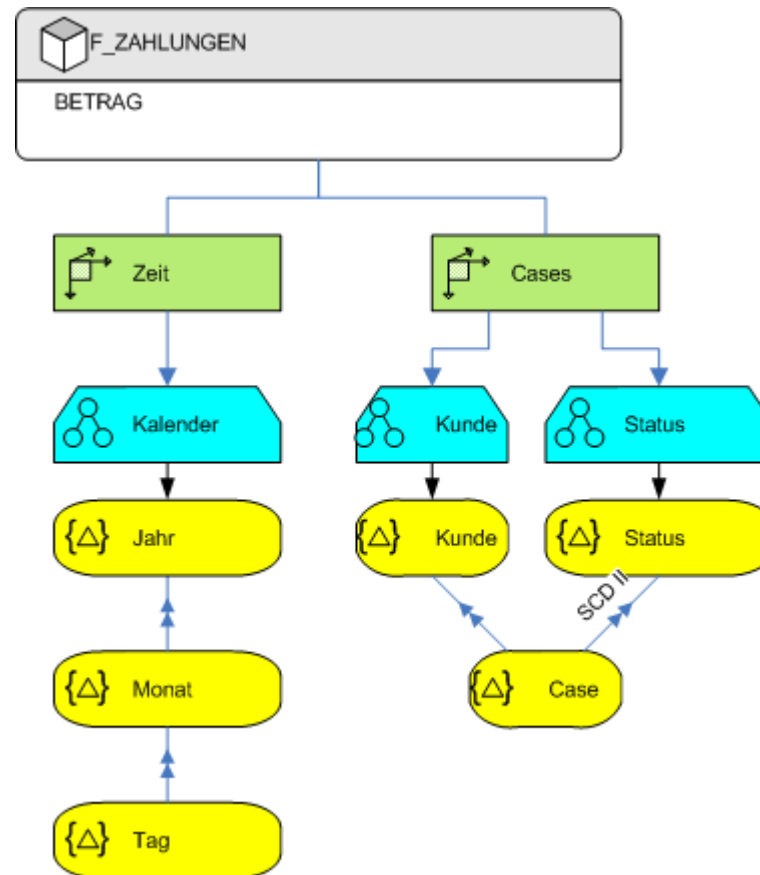 F_ZAHLUNGEN
BETRAG
Zeit
Cases
Kalender
Kunde
Status
Jahr
Kunde
Status
SCD II
Monat
Case
Tag